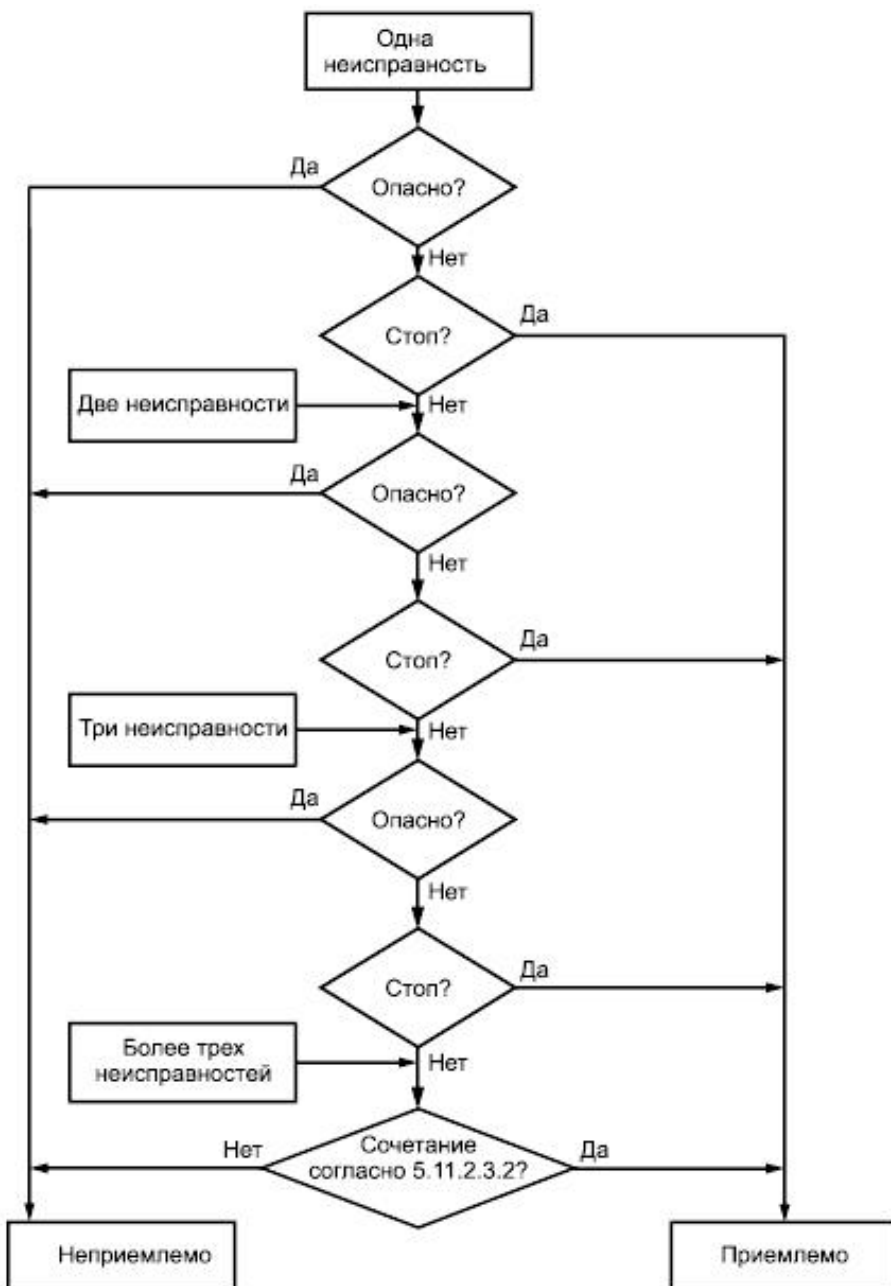 Одна
неисправность
Да
Опасно?
Нет
Стоп?
Да
Две неисправности
Нет
Да
Опасно?
Нет
Стоп?
Да
Три неисправности
Нет
Да
Опасно?
Нет
Стоп?
Да
Более трех
неисправностей
Нет
Нет
Сочетание
согласно 5.11.2.3.2?
Да
Неприемлемо
Приемлемо